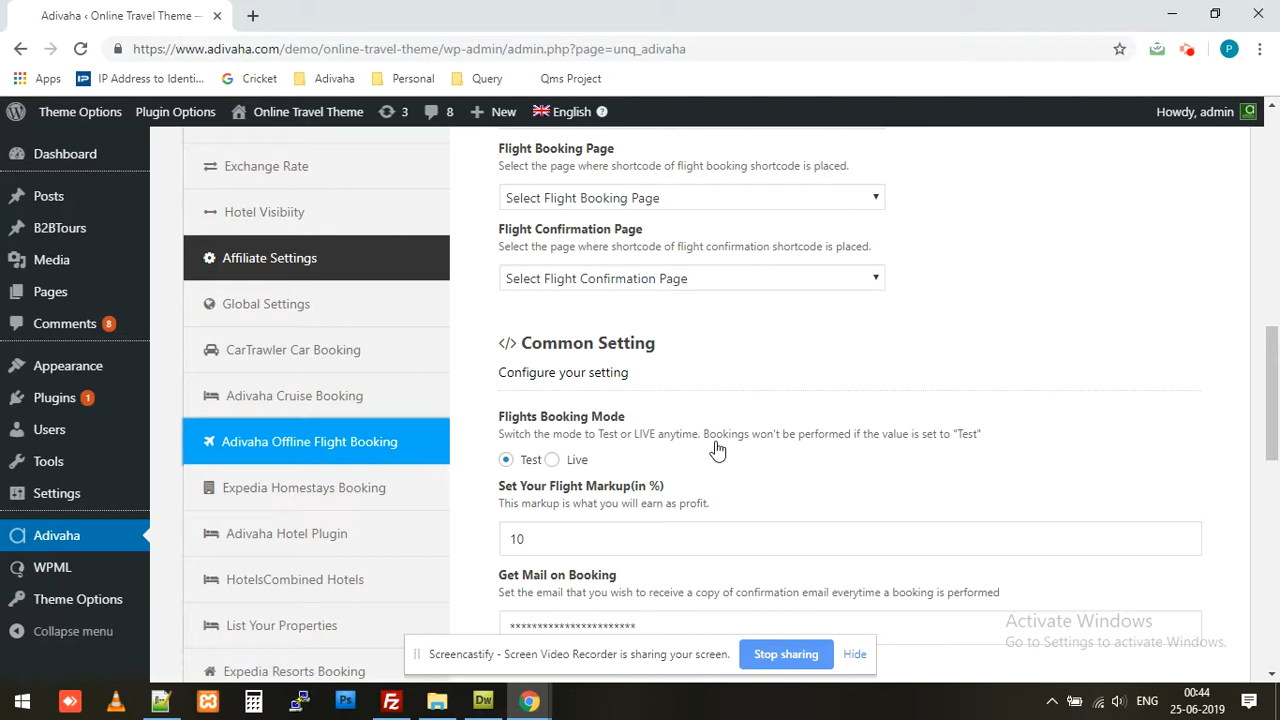 Adivaha ‹ Online Travel Theme —
https://www.adivaha.com/demo/online-travel-theme/wp-admin/admin.php?page=unq_adivaha
P
Apps
IP
IP Address to Identi...
Cricket
Adivaha
Personal
Query
Qms Project
Theme Options
Plugin Options
Online Travel Theme
3
8
New
English
Howdy, admin
Dashboard
Posts
B2BTours
Media
Pages
Comments 8
Appearance
Plugins 1
Users
Tools
Settings
Adivaha
WPML
Theme Options
Collapse menu
Exchange Rate
Hotel Visibiity
Affiliate Settings
Global Settings
CarTrawler Car Booking
Adivaha Cruise Booking
Adivaha Offline Flight Booking
Expedia Homestays Booking
Adivaha Hotel Plugin
HotelsCombined Hotels
List Your Properties
Expedia Resorts Booking
Flight Booking Page
Select the page where shortcode of flight booking shortcode is placed.
Select Flight Booking Page
Flight Confirmation Page
Select the page where shortcode of flight confirmation shortcode is placed.
Select Flight Confirmation Page
</> Common Setting
Configure your setting
Flights Booking Mode
Switch the mode to Test or LIVE anytime. Bookings won't be performed if the value is set to "Test"
Test Live
Set Your Flight Markup(in %)
This markup is what you will earn as profit.
10
Get Mail on Booking
Set the email that you wish to receive a copy of confirmation email everytime a booking is performed
***********************
Activate Windows
Go to Settings to activate Windows.
Screencastify - Screen Video Recorder is sharing your screen.
Stop sharing
Hide
Ps
Fz
Dw
ENG
00:44
25-06-2019